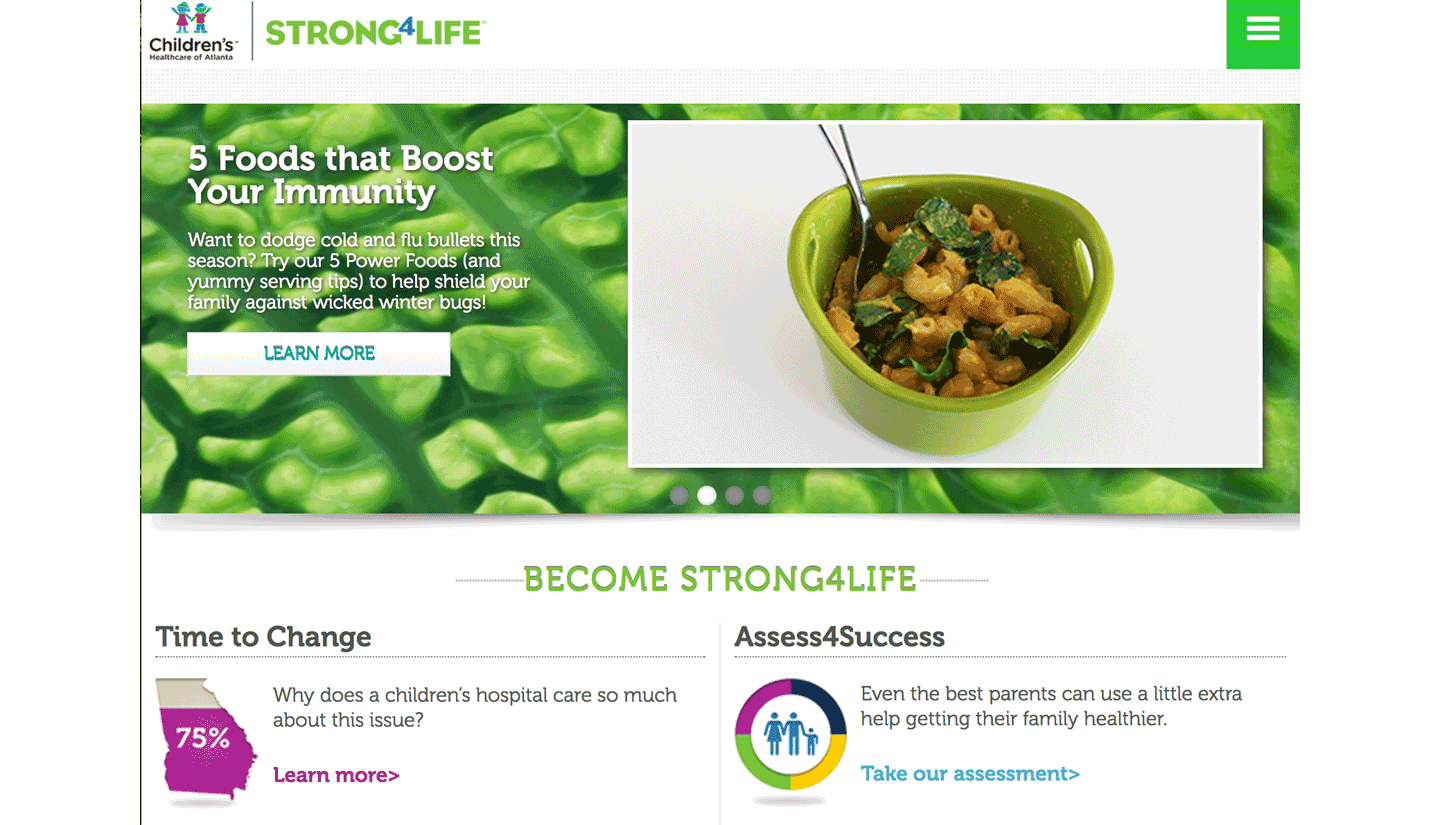 Children's™
Healthcare of Atlanta
STRONG4LIFE™
5 Foods that Boost
Your Immunity
Want to dodge cold and flu bullets this
season? Try our 5 Power Foods (and
yummy serving tips) to help shield your
family against wicked winter bugs!
LEARN MORE
BECOME STRONG4LIFE
Time to Change
75%
Why does a children's hospital care so much
about this issue?
Learn more>
Assess4Success
Even the best parents can use a little extra
help getting their family healthier.
Take our assessment>